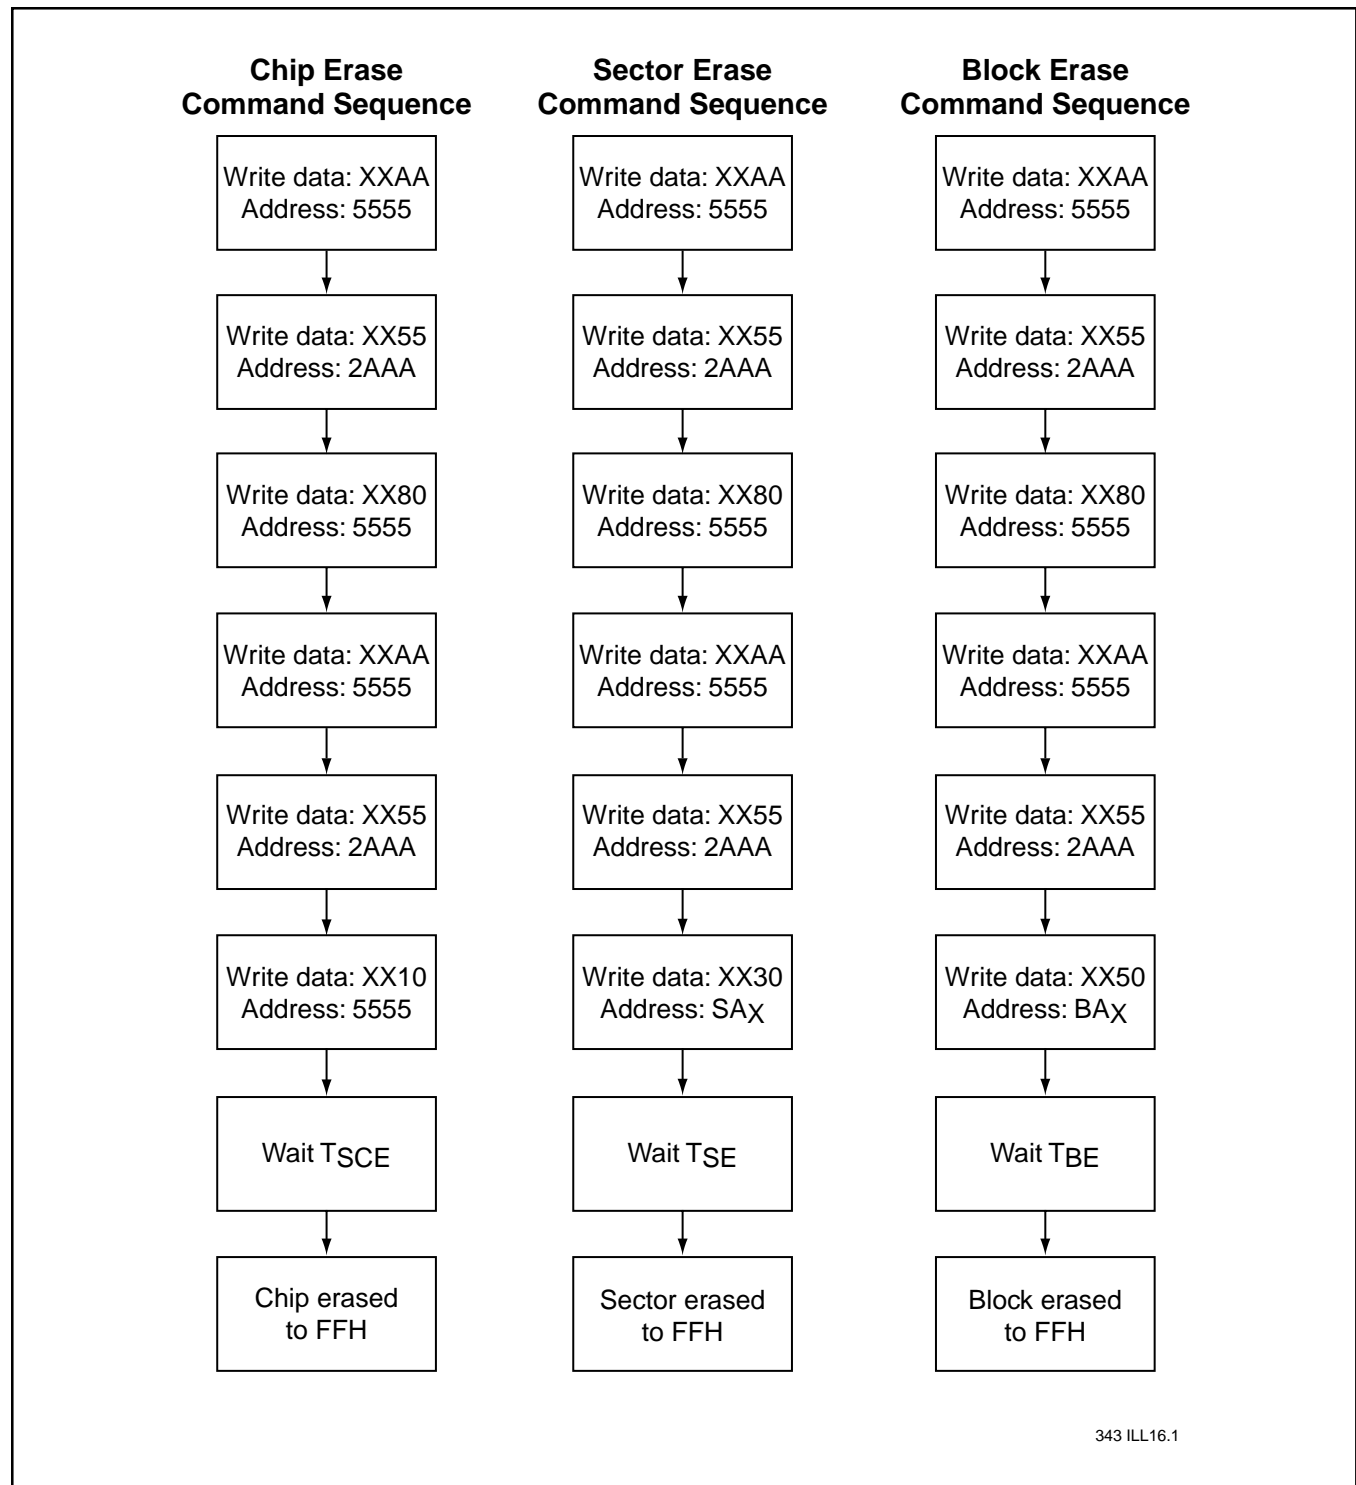 Chip Erase
Command Sequence
Write data: XXAA
Address: 5555
Write data: XX55
Address: 2AAA
Write data: XX80
Address: 5555
Write data: XXAA
Address: 5555
Write data: XX55
Address: 2AAA
Write data: XX10
Address: 5555
Wait TSCE
Chip erased
to FFH
Sector Erase
Command Sequence
Write data: XXAA
Address: 5555
Write data: XX55
Address: 2AAA
Write data: XX80
Address: 5555
Write data: XXAA
Address: 5555
Write data: XX55
Address: 2AAA
Write data: XX30
Address: SAX
Wait TSE
Sector erased
to FFH
Block Erase
Command Sequence
Write data: XXAA
Address: 5555
Write data: XX55
Address: 2AAA
Write data: XX80
Address: 5555
Write data: XXAA
Address: 5555
Write data: XX55
Address: 2AAA
Write data: XX50
Address: BAX
Wait TBE
Block erased
to FFH
343 ILL16.1